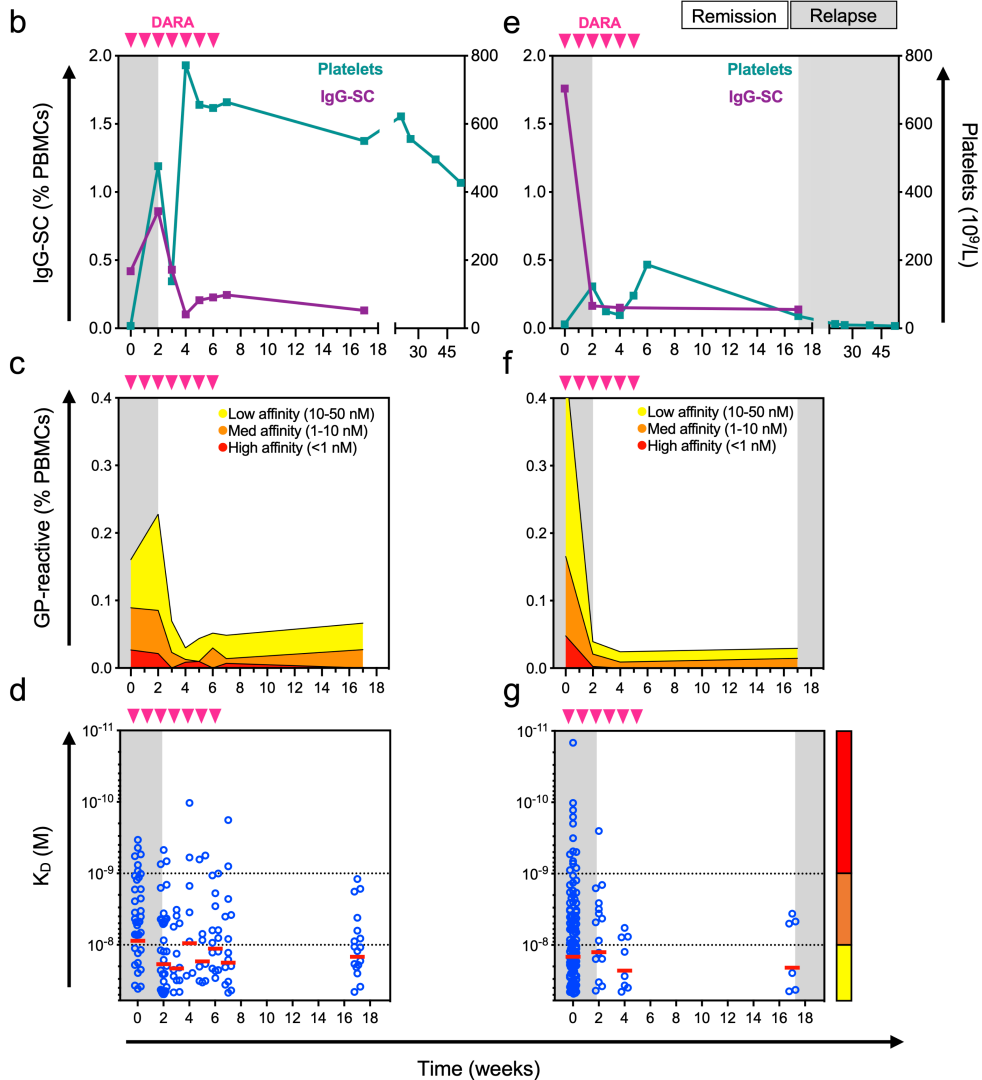 b
DARA
e
DARA
Remission
Relapse
2.0
1.5
1.0
0.5
0.0
IgG-SC (% PBMCs)
Platelets
IgG-SC
800
600
400
200
0
0 2 4 6 8 10 12 14 16 18 30 45
2.0
1.5
1.0
0.5
0.0
Platelets
IgG-SC
800
600
400
200
0
Platelets (10⁹/L)
0 2 4 6 8 10 12 14 16 18 30 45
c
0.4
0.3
0.2
0.1
0.0
GP-reactive (% PBMCs)
Low affinity (10-50 nM)
Med affinity (1-10 nM)
High affinity (<1 nM)
0 2 4 6 8 10 12 14 16 18
f
0.4
0.3
0.2
0.1
0.0
Low affinity (10-50 nM)
Med affinity (1-10 nM)
High affinity (<1 nM)
0 2 4 6 8 10 12 14 16 18
d
10⁻¹¹
10⁻¹⁰
10⁻⁹
10⁻⁸
K_D (M)
0 2 4 6 8 10 12 14 16 18
g
10⁻¹¹
10⁻¹⁰
10⁻⁹
10⁻⁸
0 2 4 6 8 10 12 14 16 18
Time (weeks)